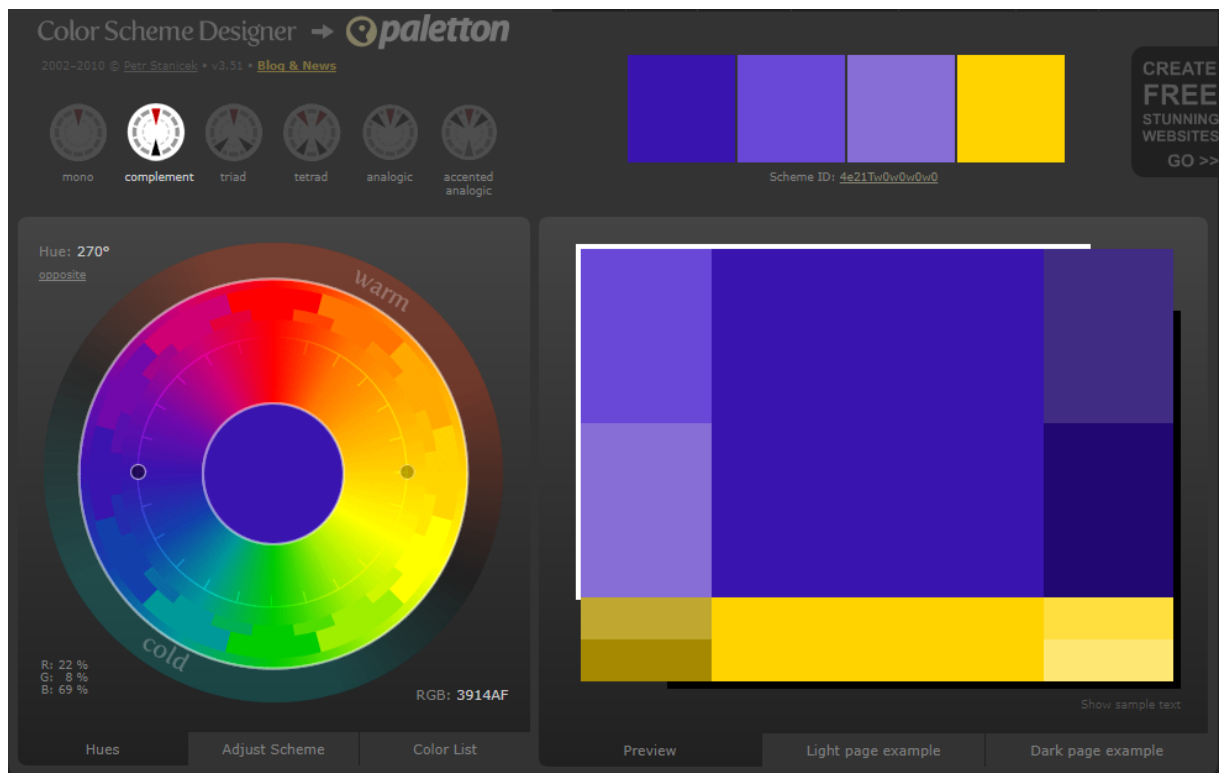 Color Scheme Designer → paletton
2002–2010 © Petr Stanicek • v3.51 • Blog & News
mono
complement
triad
tetrad
analogic
accented
analogic
Scheme ID: 4e21Tw0w0w0w0
CREATE
FREE
STUNNING
WEBSITES
GO >>
Hue: 270°
opposite
warm
cold
R: 22 %
G: 8 %
B: 69 %
RGB: 3914AF
Hues
Adjust Scheme
Color List
Show sample text
Preview
Light page example
Dark page example